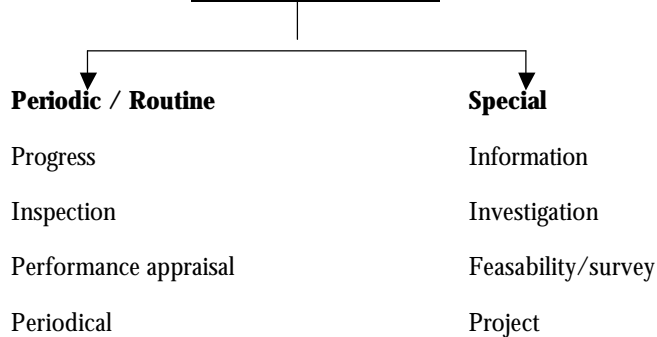 Periodic / Routine
Progress
Inspection
Performance appraisal
Periodical
Special
Information
Investigation
Feasability/survey
Project